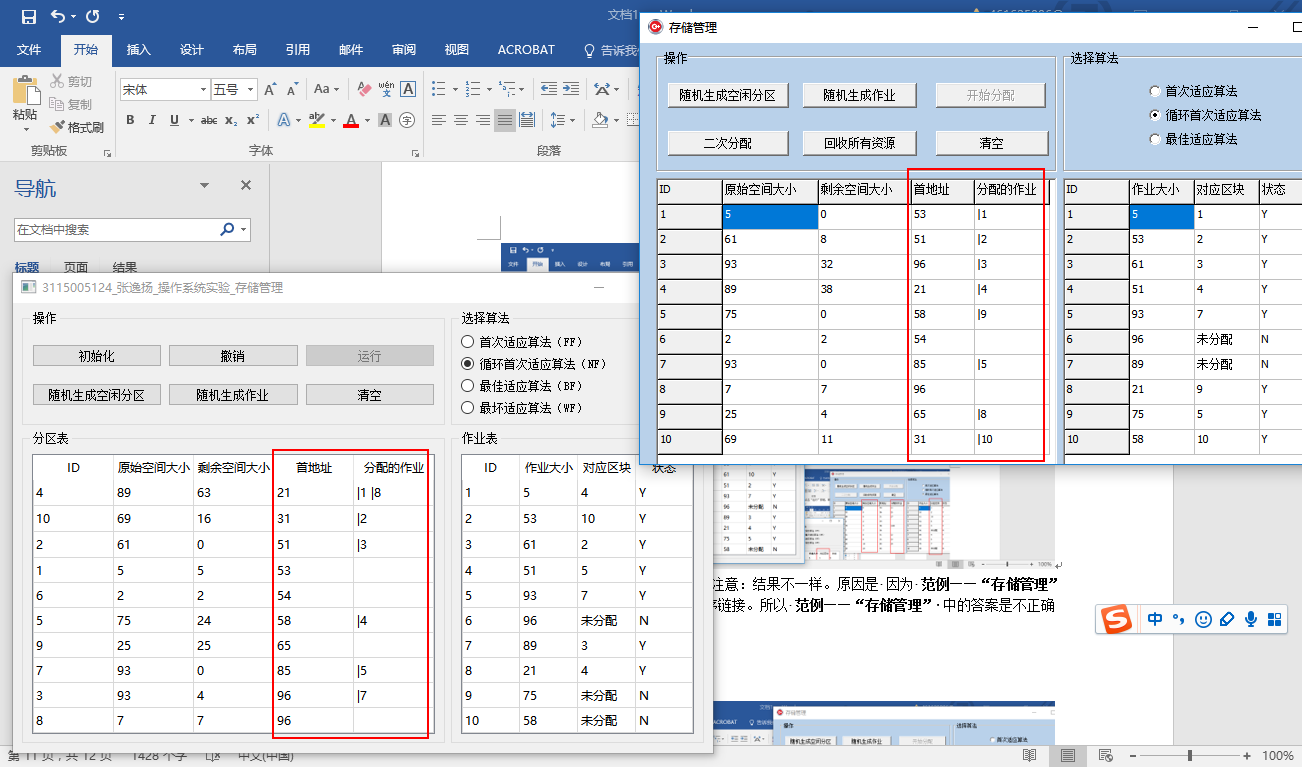 文档1
文件 开始 插入 设计 布局 引用 邮件 审阅 视图 ACROBAT 告诉我
粘贴 剪切
复制
格式刷
宋体 五号
剪贴板 字体 段落
导航
在文档中搜索
标题 页面 结果
3115005124_张逸扬_操作系统实验_存储管理
操作
初始化 撤销 运行
随机生成空闲分区 随机生成作业 清空
选择算法
首次适应算法（FF）
循环首次适应算法（NF）
最佳适应算法（BF）
最坏适应算法（WF）
分区表
ID 原始空间大小 剩余空间大小 首地址 分配的作业
4 89 63 21 |1 |8
10 69 16 31 |2
2 61 0 51 |3
1 5 5 53
6 2 2 54
5 75 24 58 |4
9 25 25 65
7 93 0 85 |5
3 93 4 96 |7
8 7 7 96
作业表
ID 作业大小 对应区块 状态
1 5 4 Y
2 53 10 Y
3 61 2 Y
4 51 5 Y
5 93 7 Y
6 96 未分配 N
7 89 3 Y
8 21 4 Y
9 75 未分配 N
10 58 未分配 N
存储管理
操作
随机生成空闲分区 随机生成作业 开始分配
二次分配 回收所有资源 清空
选择算法
首次适应算法
循环首次适应算法
最佳适应算法
ID 原始空间大小 剩余空间大小 首地址 分配的作业
1 5 0 53 |1
2 61 8 51 |2
3 93 32 96 |3
4 89 38 21 |4
5 75 0 58 |9
6 2 2 54
7 93 0 85 |5
8 7 7 96
9 25 4 65 |8
10 69 11 31 |10
ID 作业大小 对应区块 状态
1 5 1 Y
2 53 2 Y
3 61 3 Y
4 51 4 Y
5 93 7 Y
6 96 未分配 N
7 89 未分配 N
8 21 9 Y
9 75 5 Y
10 58 10 Y
注意：结果不一样。原因是·因为·范例一一“存储管理”
链接。所以·范例一一“存储管理”·中的答案是不正确
中
第 11 页，共 12 页 1428 个字 中文(中国)
100%